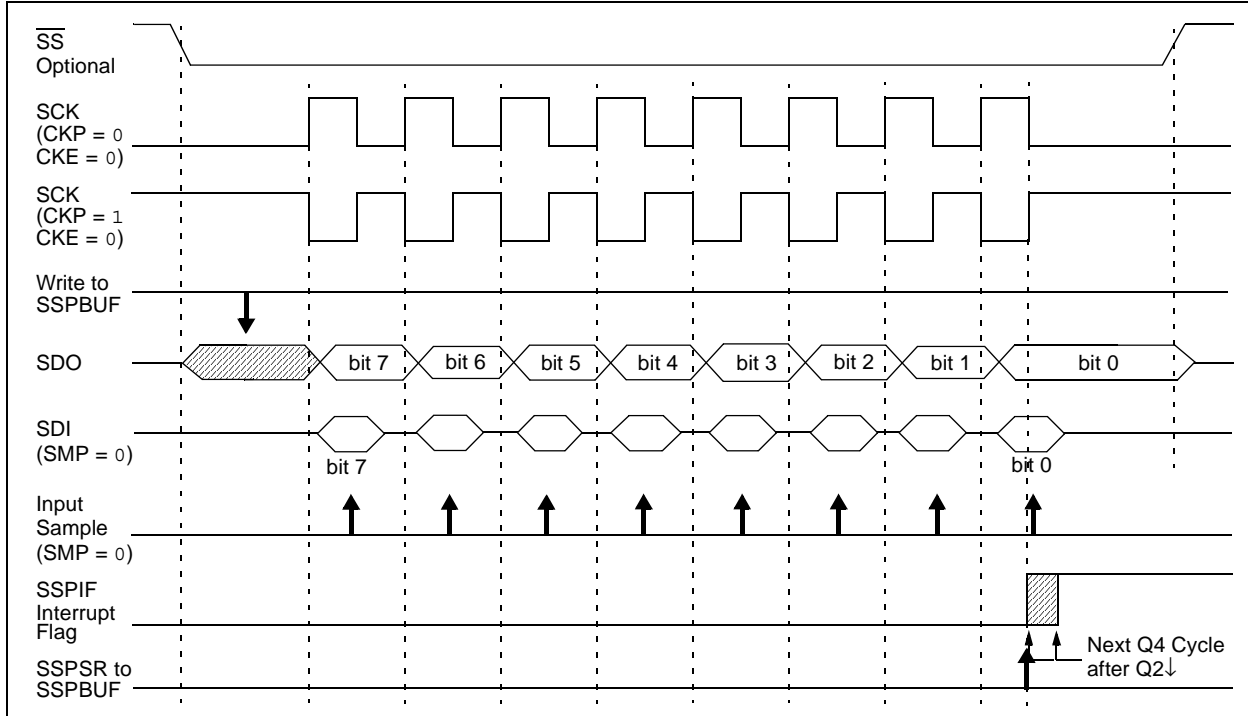 SS
Optional
SCK
(CKP = 0
CKE = 0)
SCK
(CKP = 1
CKE = 0)
Write to
SSPBUF
SDO
bit 7
bit 6
bit 5
bit 4
bit 3
bit 2
bit 1
bit 0
SDI
(SMP = 0)
bit 7
bit 0
Input
Sample
(SMP = 0)
SSPIF
Interrupt
Flag
SSPSR to
SSPBUF
Next Q4 Cycle
after Q2↓